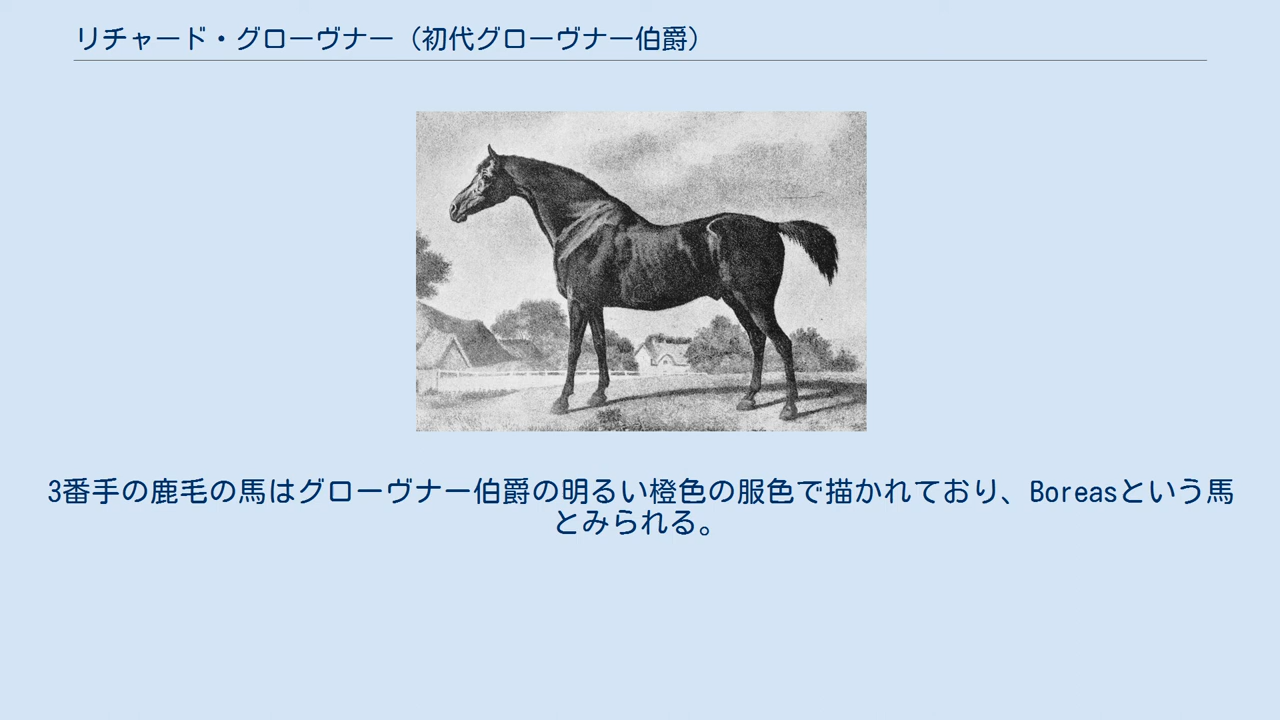 リチャード・グローヴナー（初代グローヴナー伯爵）
3番手の鹿毛の馬はグローヴナー伯爵の明るい橙色の服色で描かれており、Boreasという馬
とみられる。